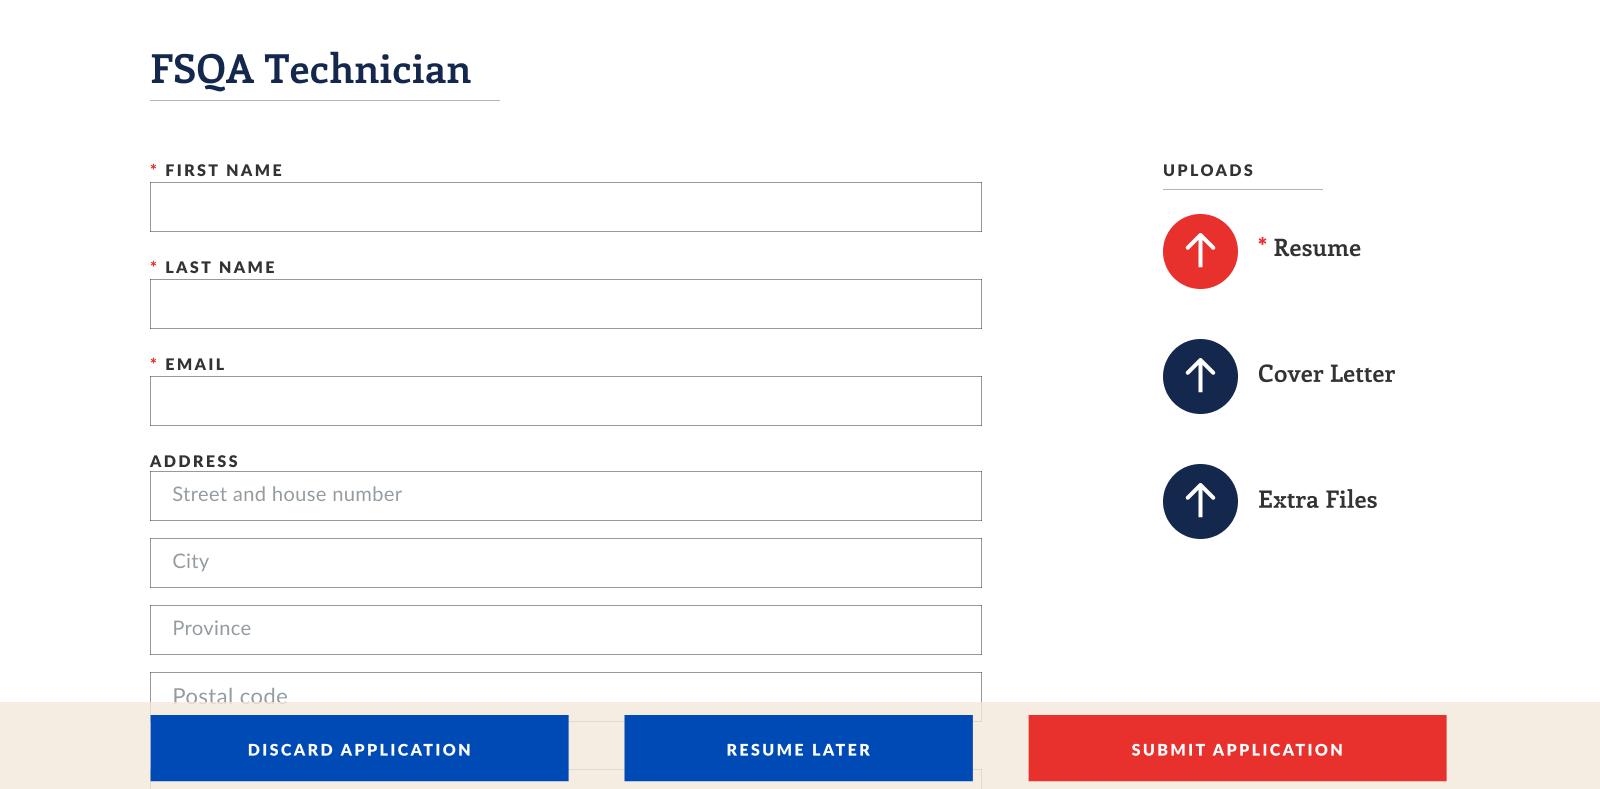 FSQA Technician
* FIRST NAME
* LAST NAME
* EMAIL
ADDRESS
Street and house number
City
Province
Postal code
UPLOADS
* Resume
Cover Letter
Extra Files
DISCARD APPLICATION
RESUME LATER
SUBMIT APPLICATION